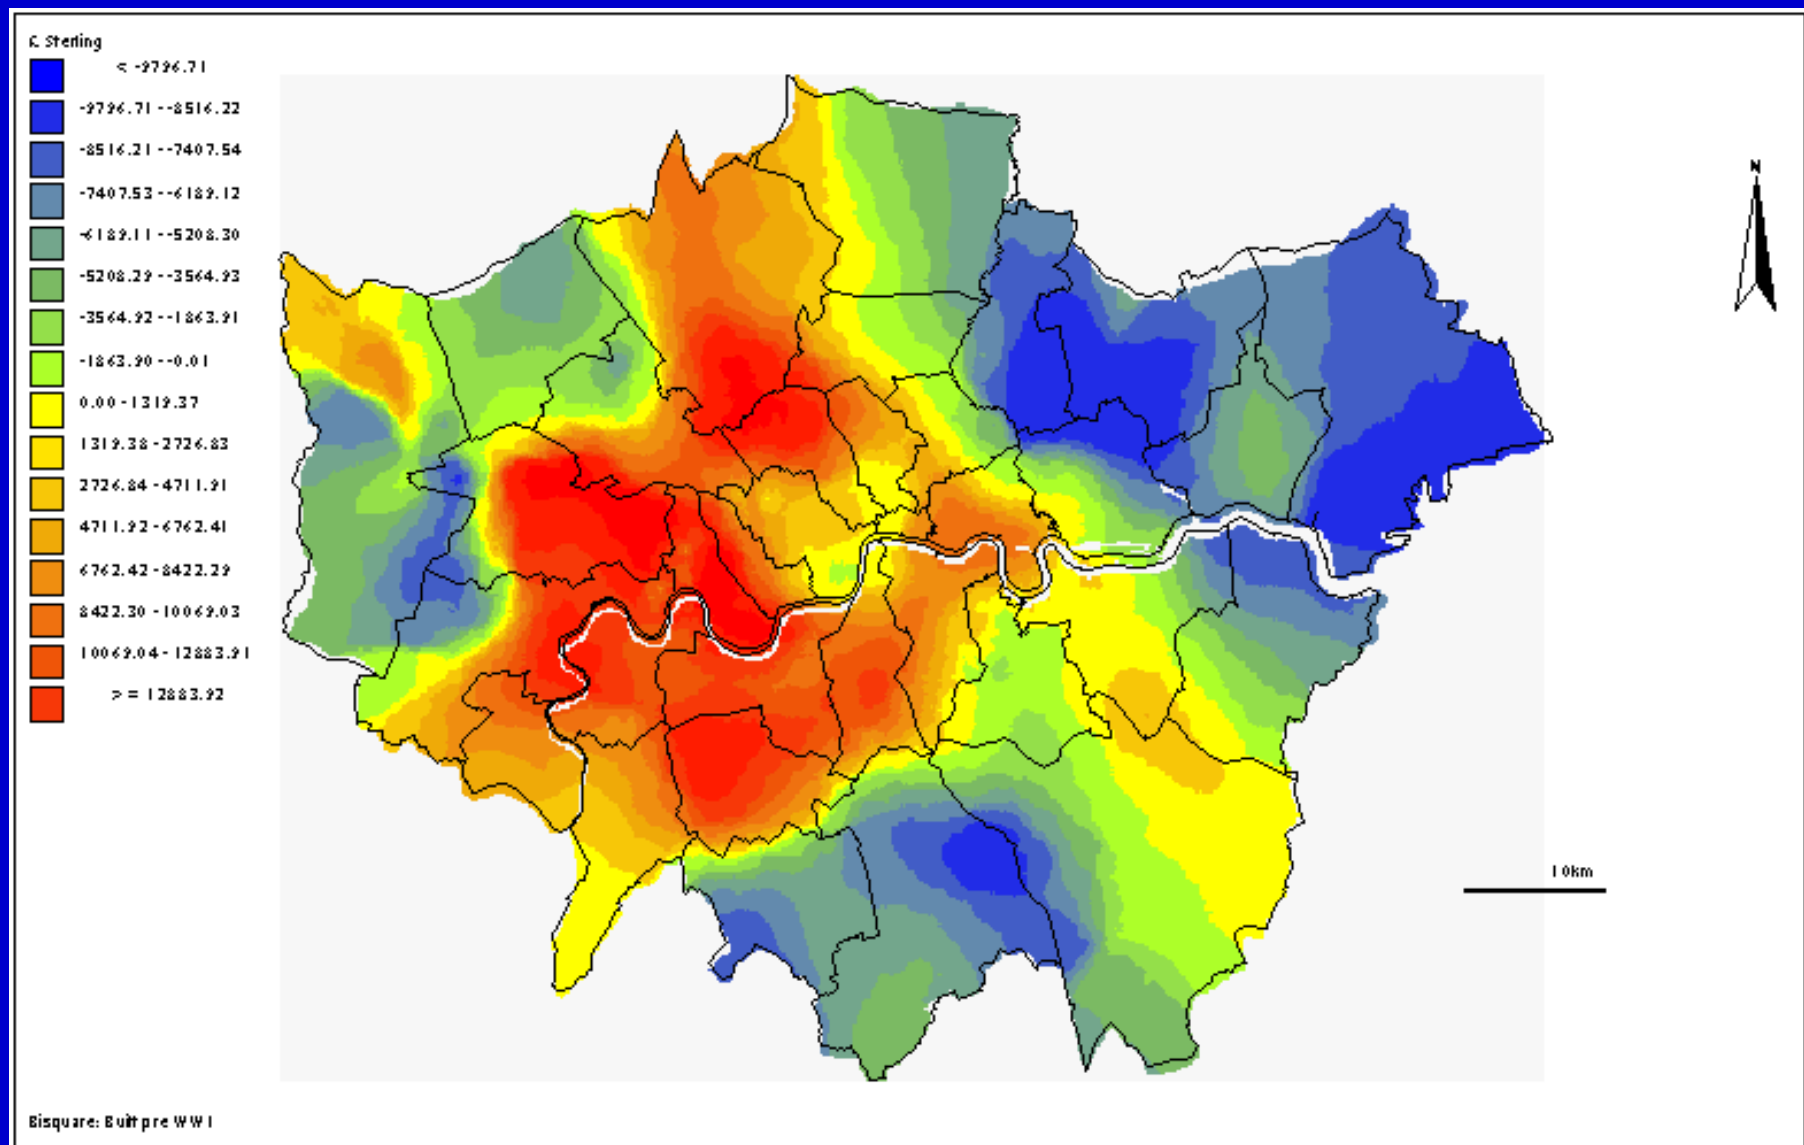 £ Sterling
< -9796.71
-9796.71 - -8516.22
-8516.21 - -7407.54
-7407.53 - -6189.12
-6189.11 - -5208.30
-5208.29 - -3564.93
-3564.92 - -1863.91
-1863.90 - -0.01
0.00 - 1319.37
1319.38 - 2726.83
2726.84 - 4711.91
4711.92 - 6762.41
6762.42 - 8422.29
8422.30 - 10069.03
10069.04 - 12883.91
> = 12883.92
N
10km
Bisquare: Built pre WW1